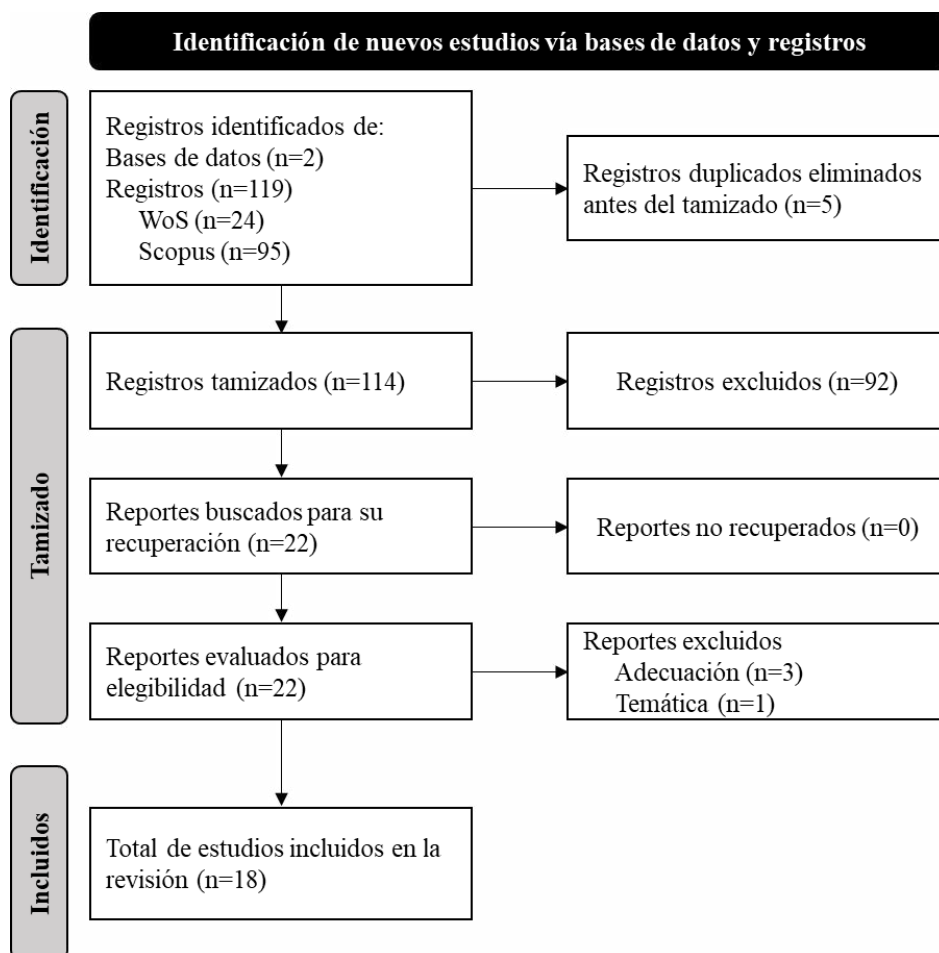 Identificación de nuevos estudios vía bases de datos y registros
Identificación
Registros identificados de:
Bases de datos (n=2)
Registros (n=119)
WoS (n=24)
Scopus (n=95)
Registros duplicados eliminados
antes del tamizado (n=5)
Tamizado
Registros tamizados (n=114)
Registros excluidos (n=92)
Reportes buscados para su
recuperación (n=22)
Reportes no recuperados (n=0)
Reportes evaluados para
elegibilidad (n=22)
Reportes excluidos
Adecuación (n=3)
Temática (n=1)
Incluidos
Total de estudios incluidos en la
revisión (n=18)